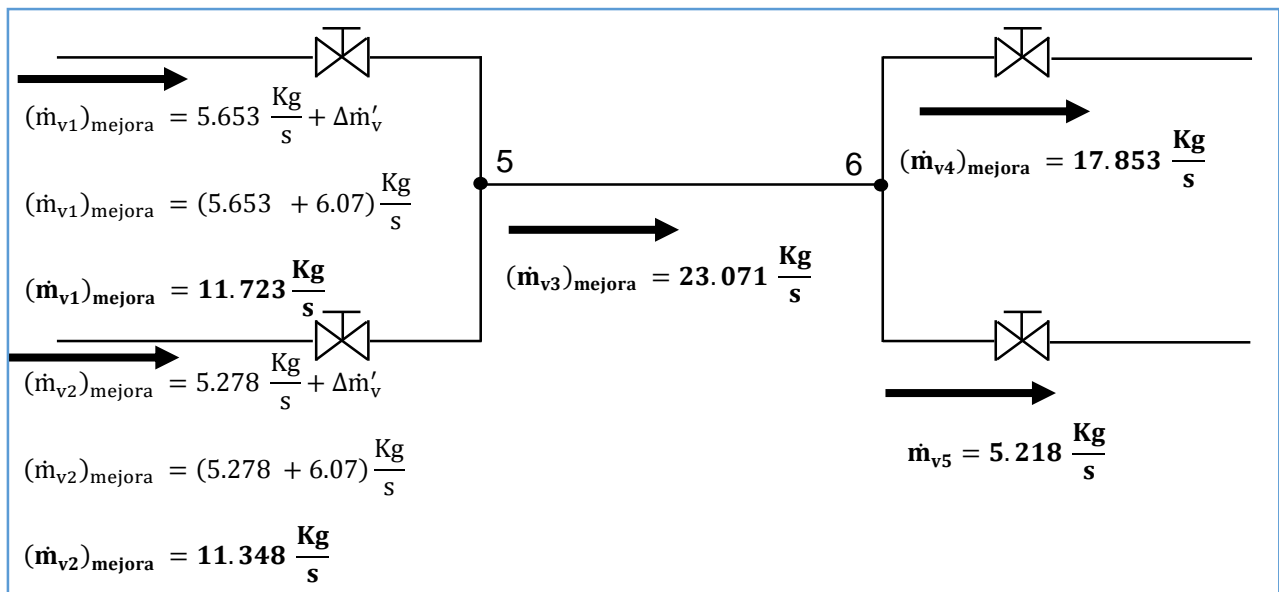 (ṁv1)mejora = 5.653 Kg/s + Δṁ′v
(ṁv1)mejora = (5.653 + 6.07) Kg/s
(ṁv1)mejora = 11.723 Kg/s
(ṁv2)mejora = 5.278 Kg/s + Δṁ′v
(ṁv2)mejora = (5.278 + 6.07) Kg/s
(ṁv2)mejora = 11.348 Kg/s
5
(ṁv3)mejora = 23.071 Kg/s
6
(ṁv4)mejora = 17.853 Kg/s
ṁv5 = 5.218 Kg/s